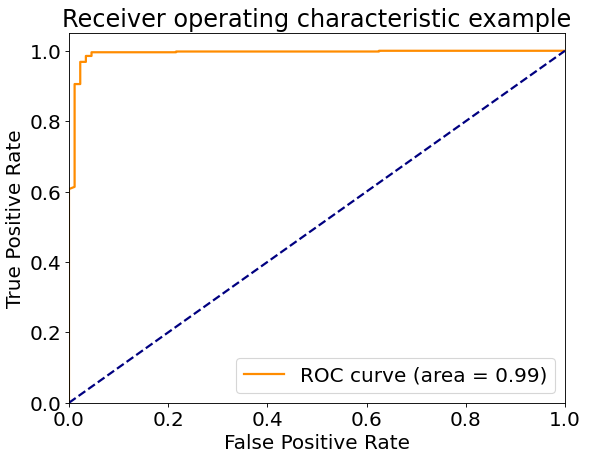 Receiver operating characteristic example
True Positive Rate
1.0
0.8
0.6
0.4
0.2
0.0
ROC curve (area = 0.99)
0.0 0.2 0.4 0.6 0.8 1.0
False Positive Rate